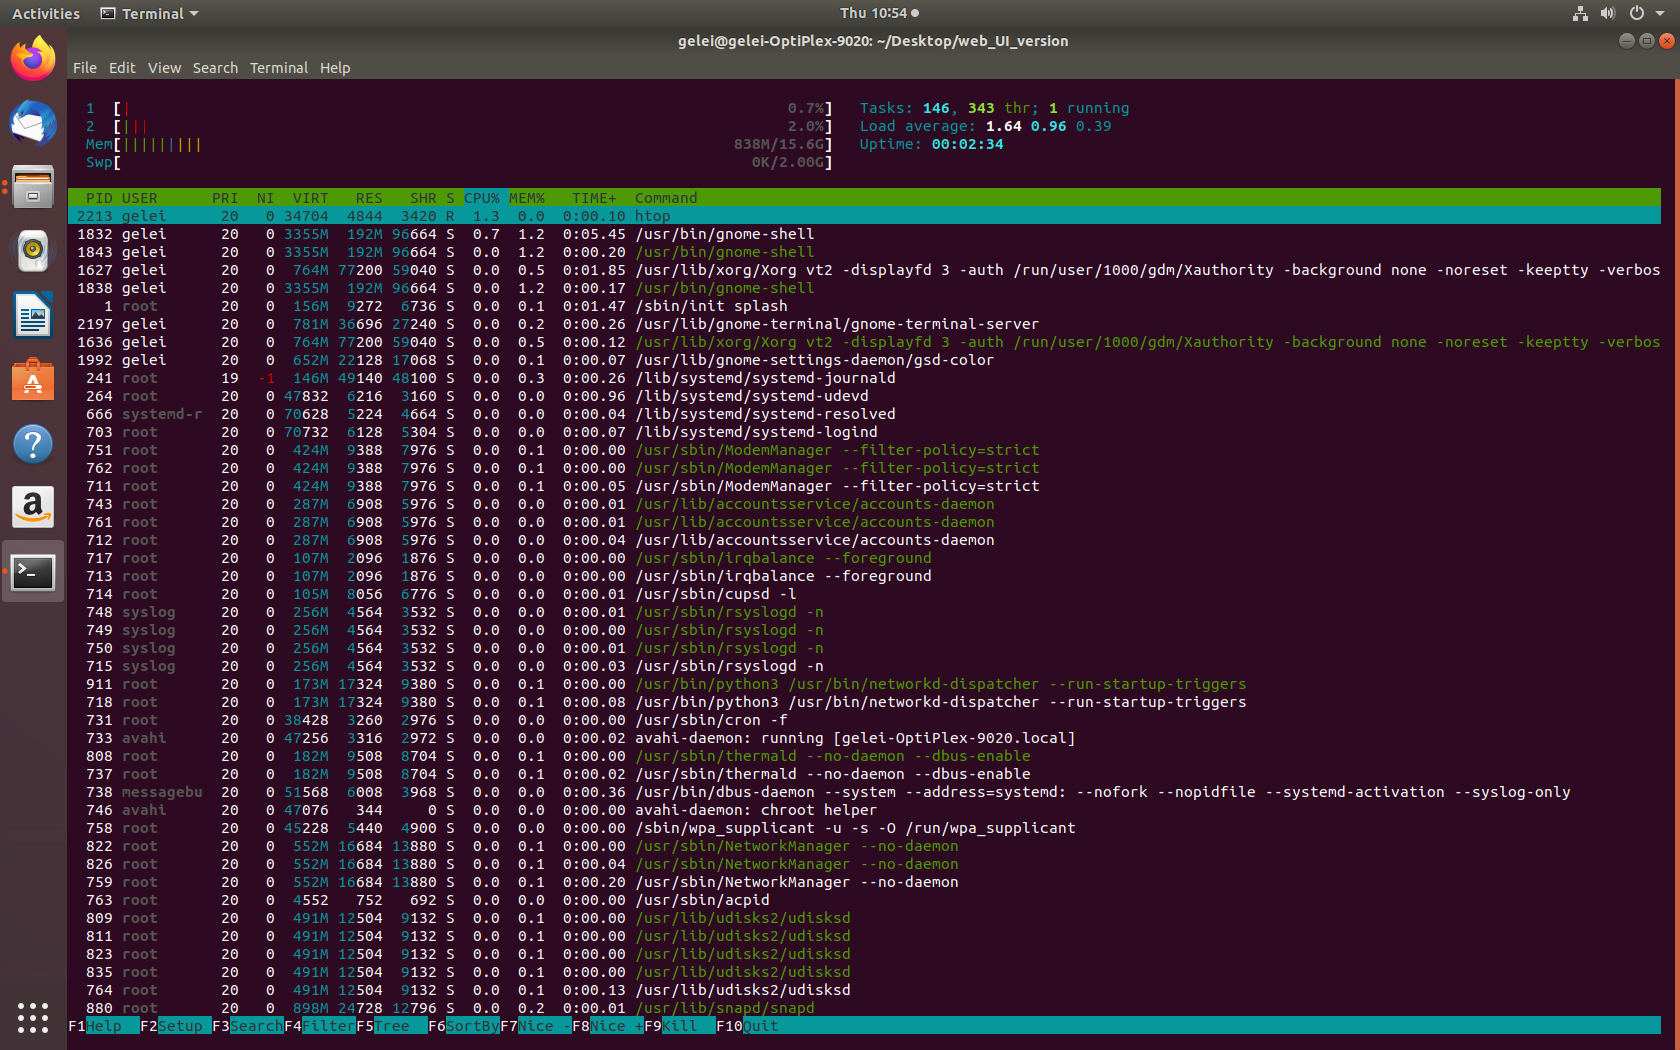 Activities Terminal Thu 10:54
gelei@gelei-OptiPlex-9020: ~/Desktop/web_UI_version
File Edit View Search Terminal Help
1 [| 0.7%] Tasks: 146, 343 thr; 1 running
2 [||| 2.0%] Load average: 1.64 0.96 0.39
Mem[||||||||| 838M/15.6G] Uptime: 00:02:34
Swp[ 0K/2.00G]
PID USER PRI NI VIRT RES SHR S CPU% MEM% TIME+ Command
2213 gelei 20 0 34704 4844 3420 R 1.3 0.0 0:00.10 htop
1832 gelei 20 0 3355M 192M 96664 S 0.7 1.2 0:05.45 /usr/bin/gnome-shell
1843 gelei 20 0 3355M 192M 96664 S 0.0 1.2 0:00.20 /usr/bin/gnome-shell
1627 gelei 20 0 764M 77200 59040 S 0.0 0.5 0:01.85 /usr/lib/xorg/Xorg vt2 -displayfd 3 -auth /run/user/1000/gdm/Xauthority -background none -noreset -keeptty -verbos
1838 gelei 20 0 3355M 192M 96664 S 0.0 1.2 0:00.17 /usr/bin/gnome-shell
1 root 20 0 156M 9272 6736 S 0.0 0.1 0:01.47 /sbin/init splash
2197 gelei 20 0 781M 36696 27240 S 0.0 0.2 0:00.26 /usr/lib/gnome-terminal/gnome-terminal-server
1636 gelei 20 0 764M 77200 59040 S 0.0 0.5 0:00.12 /usr/lib/xorg/Xorg vt2 -displayfd 3 -auth /run/user/1000/gdm/Xauthority -background none -noreset -keeptty -verbos
1992 gelei 20 0 652M 22128 17068 S 0.0 0.1 0:00.07 /usr/lib/gnome-settings-daemon/gsd-color
241 root 19 -1 146M 49140 48100 S 0.0 0.3 0:00.26 /lib/systemd/systemd-journald
264 root 20 0 47832 6216 3160 S 0.0 0.0 0:00.96 /lib/systemd/systemd-udevd
666 systemd-r 20 0 70628 5224 4664 S 0.0 0.0 0:00.04 /lib/systemd/systemd-resolved
703 root 20 0 70732 6128 5304 S 0.0 0.0 0:00.07 /lib/systemd/systemd-logind
751 root 20 0 424M 9388 7976 S 0.0 0.1 0:00.00 /usr/sbin/ModemManager --filter-policy=strict
762 root 20 0 424M 9388 7976 S 0.0 0.1 0:00.00 /usr/sbin/ModemManager --filter-policy=strict
711 root 20 0 424M 9388 7976 S 0.0 0.1 0:00.05 /usr/sbin/ModemManager --filter-policy=strict
743 root 20 0 287M 6908 5976 S 0.0 0.0 0:00.01 /usr/lib/accountsservice/accounts-daemon
761 root 20 0 287M 6908 5976 S 0.0 0.0 0:00.01 /usr/lib/accountsservice/accounts-daemon
712 root 20 0 287M 6908 5976 S 0.0 0.0 0:00.04 /usr/lib/accountsservice/accounts-daemon
717 root 20 0 107M 2096 1876 S 0.0 0.0 0:00.00 /usr/sbin/irqbalance --foreground
713 root 20 0 107M 2096 1876 S 0.0 0.0 0:00.00 /usr/sbin/irqbalance --foreground
714 root 20 0 105M 8056 6776 S 0.0 0.0 0:00.01 /usr/sbin/cupsd -l
748 syslog 20 0 256M 4564 3532 S 0.0 0.0 0:00.01 /usr/sbin/rsyslogd -n
749 syslog 20 0 256M 4564 3532 S 0.0 0.0 0:00.00 /usr/sbin/rsyslogd -n
750 syslog 20 0 256M 4564 3532 S 0.0 0.0 0:00.01 /usr/sbin/rsyslogd -n
715 syslog 20 0 256M 4564 3532 S 0.0 0.0 0:00.03 /usr/sbin/rsyslogd -n
911 root 20 0 173M 17324 9380 S 0.0 0.1 0:00.00 /usr/bin/python3 /usr/bin/networkd-dispatcher --run-startup-triggers
718 root 20 0 173M 17324 9380 S 0.0 0.1 0:00.08 /usr/bin/python3 /usr/bin/networkd-dispatcher --run-startup-triggers
731 root 20 0 38428 3260 2976 S 0.0 0.0 0:00.00 /usr/sbin/cron -f
733 avahi 20 0 47256 3316 2972 S 0.0 0.0 0:00.02 avahi-daemon: running [gelei-OptiPlex-9020.local]
808 root 20 0 182M 9508 8704 S 0.0 0.1 0:00.00 /usr/sbin/thermald --no-daemon --dbus-enable
737 root 20 0 182M 9508 8704 S 0.0 0.1 0:00.02 /usr/sbin/thermald --no-daemon --dbus-enable
738 messagebu 20 0 51568 6008 3968 S 0.0 0.0 0:00.36 /usr/bin/dbus-daemon --system --address=systemd: --nofork --nopidfile --systemd-activation --syslog-only
746 avahi 20 0 47076 344 0 S 0.0 0.0 0:00.00 avahi-daemon: chroot helper
758 root 20 0 45228 5440 4900 S 0.0 0.0 0:00.00 /sbin/wpa_supplicant -u -s -O /run/wpa_supplicant
822 root 20 0 552M 16684 13880 S 0.0 0.1 0:00.00 /usr/sbin/NetworkManager --no-daemon
826 root 20 0 552M 16684 13880 S 0.0 0.1 0:00.04 /usr/sbin/NetworkManager --no-daemon
759 root 20 0 552M 16684 13880 S 0.0 0.1 0:00.20 /usr/sbin/NetworkManager --no-daemon
763 root 20 0 4552 752 692 S 0.0 0.0 0:00.00 /usr/sbin/acpid
809 root 20 0 491M 12504 9132 S 0.0 0.1 0:00.00 /usr/lib/udisks2/udisksd
811 root 20 0 491M 12504 9132 S 0.0 0.1 0:00.00 /usr/lib/udisks2/udisksd
823 root 20 0 491M 12504 9132 S 0.0 0.1 0:00.00 /usr/lib/udisks2/udisksd
835 root 20 0 491M 12504 9132 S 0.0 0.1 0:00.00 /usr/lib/udisks2/udisksd
764 root 20 0 491M 12504 9132 S 0.0 0.1 0:00.13 /usr/lib/udisks2/udisksd
880 root 20 0 898M 24728 12796 S 0.0 0.2 0:00.01 /usr/lib/snapd/snapd
F1Help F2Setup F3SearchF4FilterF5Tree F6SortByF7Nice -F8Nice +F9Kill F10Quit